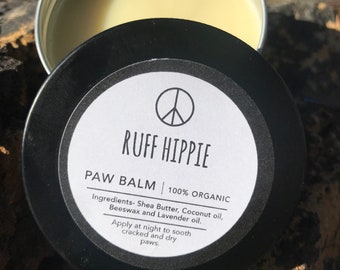 RUFF HIPPIE
PAW BALM | 100% ORGANIC
Ingredients- Shea Butter, Coconut oil,
Beeswax and Lavender oil.
Apply at night to sooth
cracked and dry
paws.